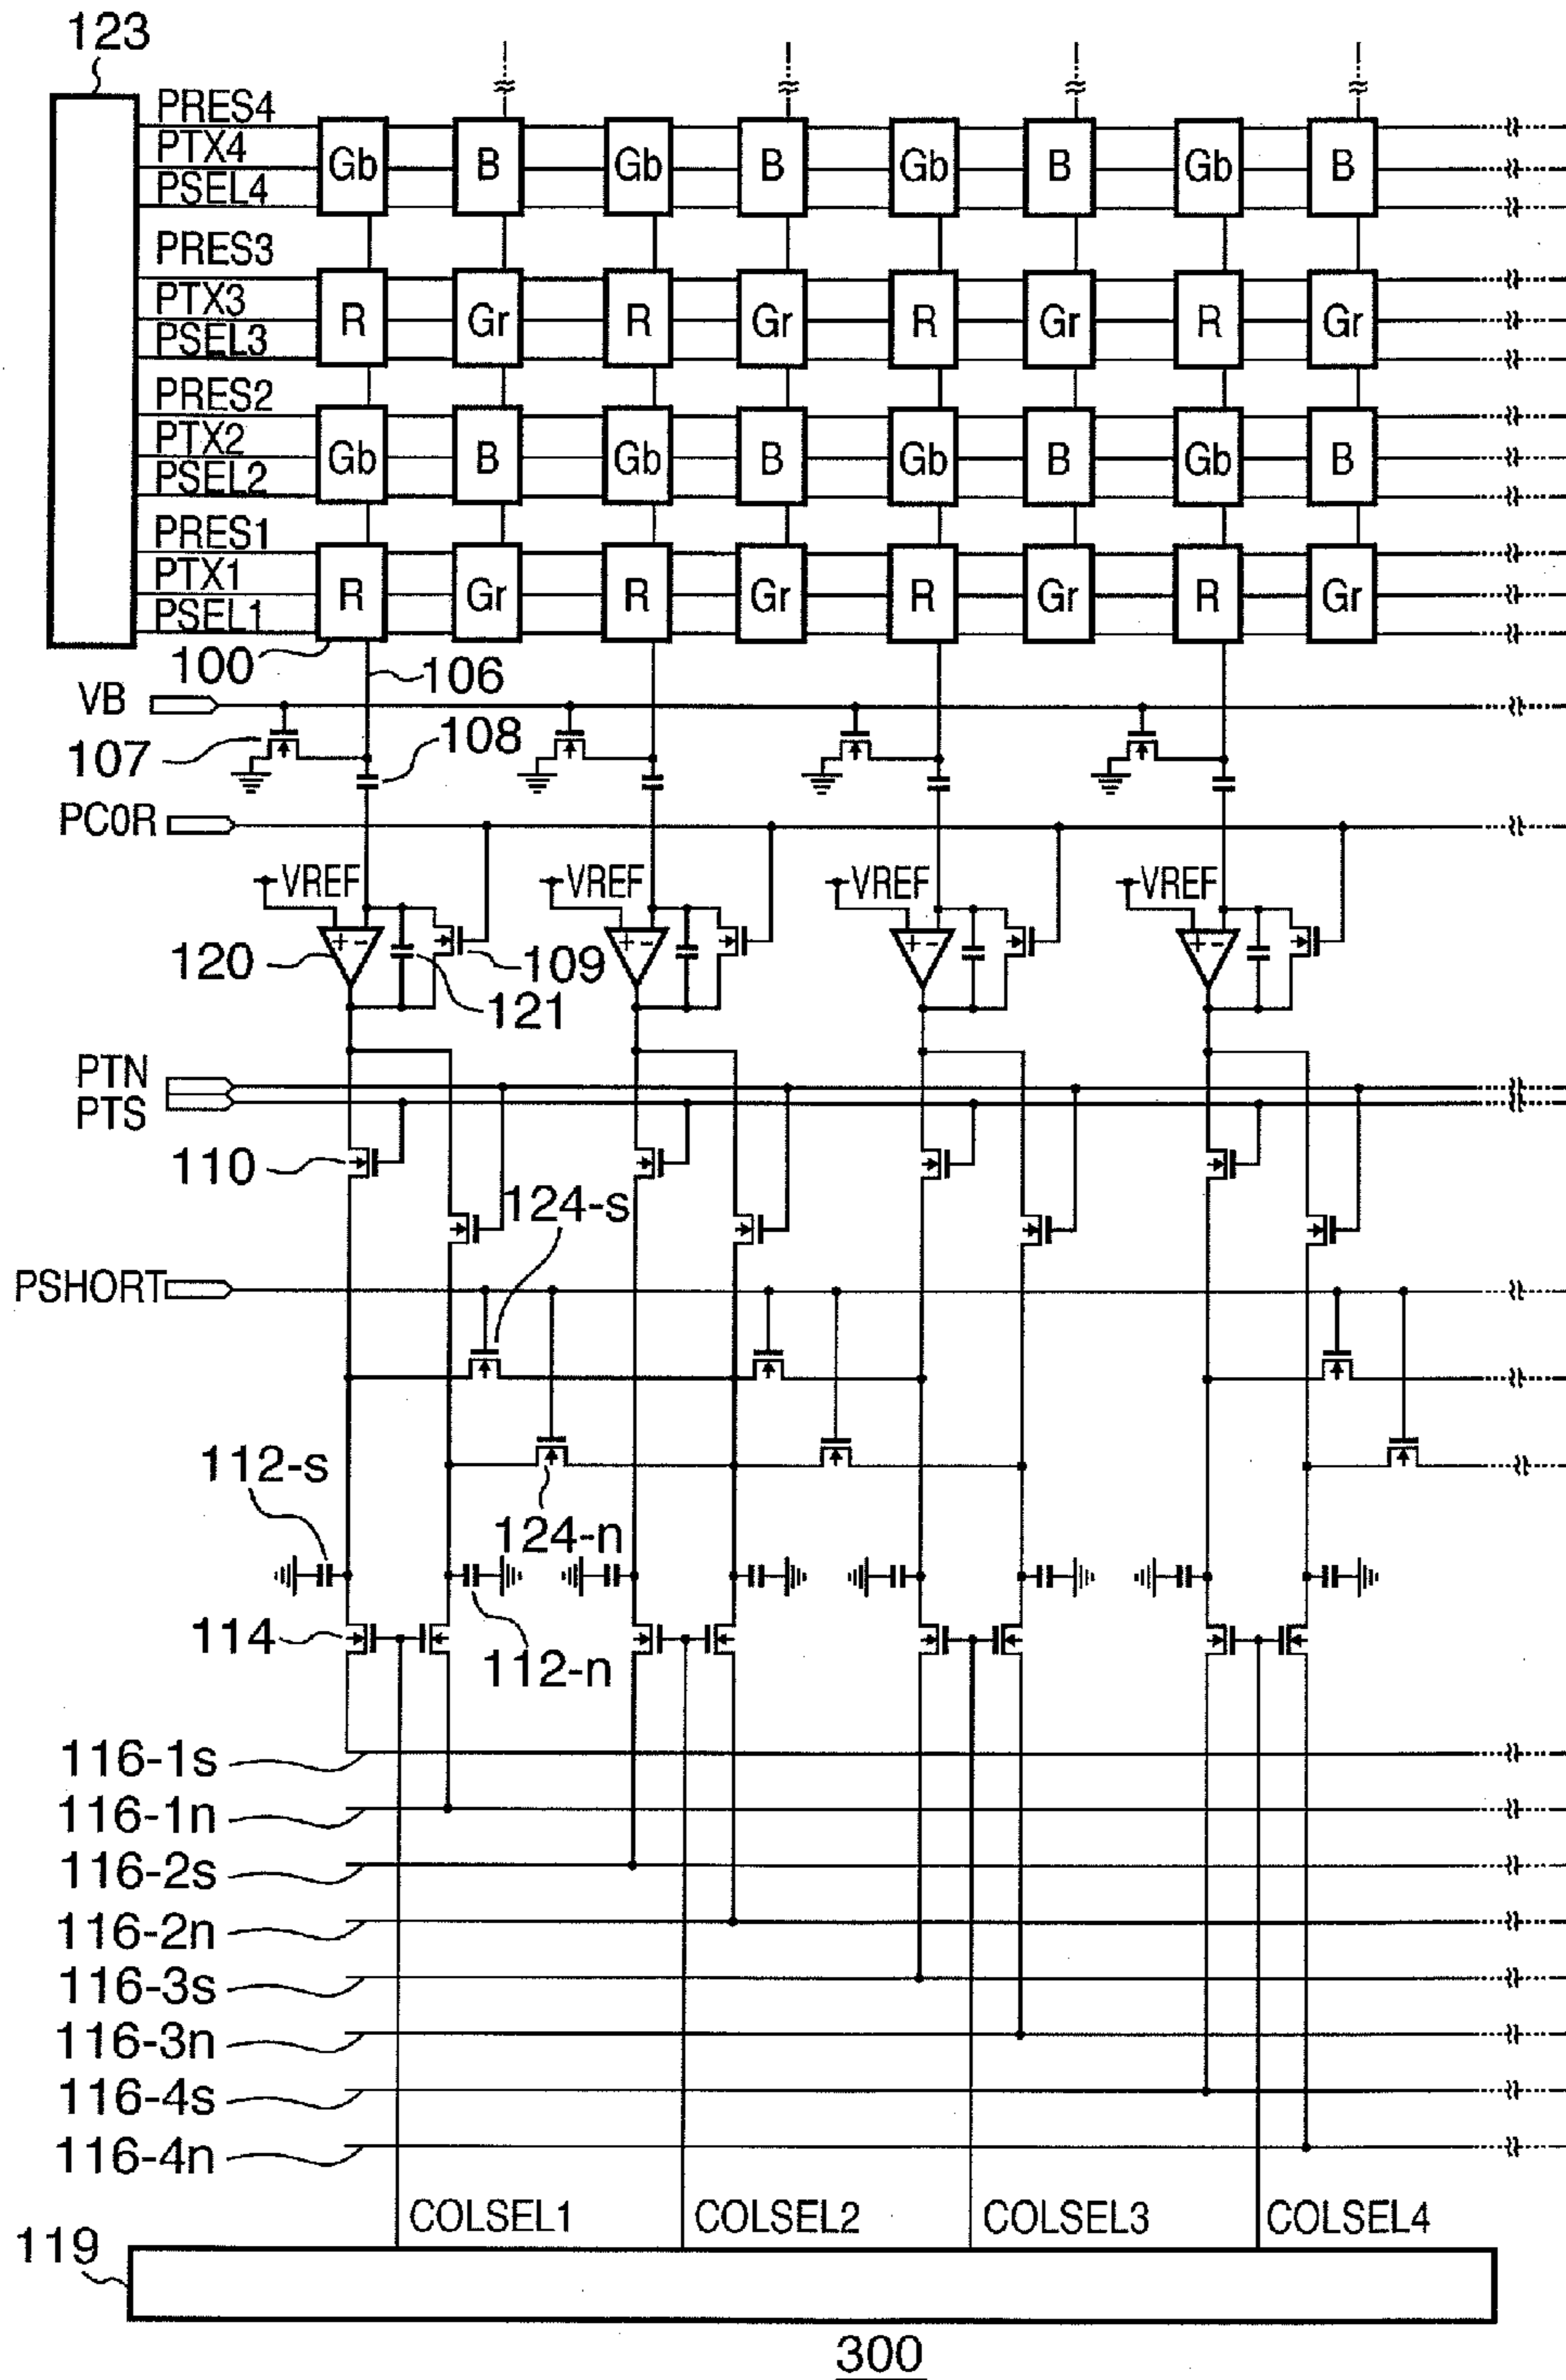 123
PRES4
PTX4
PSEL4
Gb B Gb B Gb B Gb B
PRES3
PTX3
PSEL3
R Gr R Gr R Gr R Gr
PRES2
PTX2
PSEL2
Gb B Gb B Gb B Gb B
PRES1
PTX1
PSEL1
R Gr R Gr R Gr R Gr
100
106
VB
107
108
PC0R
VREF VREF VREF VREF
+ - + - + - + -
120
109
121
PTN
PTS
110
124-s
PSHORT
112-s
124-n
114
112-n
116-1s
116-1n
116-2s
116-2n
116-3s
116-3n
116-4s
116-4n
COLSEL1 COLSEL2 COLSEL3 COLSEL4
119
300